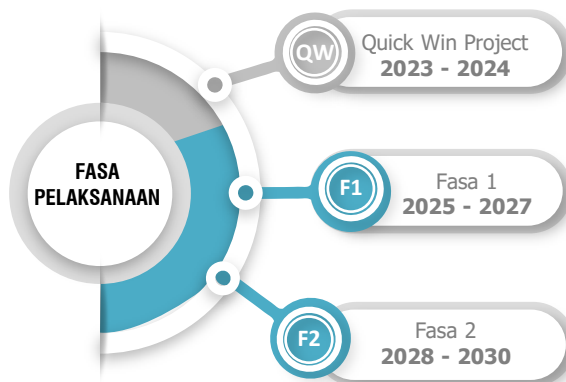 FASA
PELAKSANAAN
QW
Quick Win Project
2023 - 2024
F1
Fasa 1
2025 - 2027
F2
Fasa 2
2028 - 2030